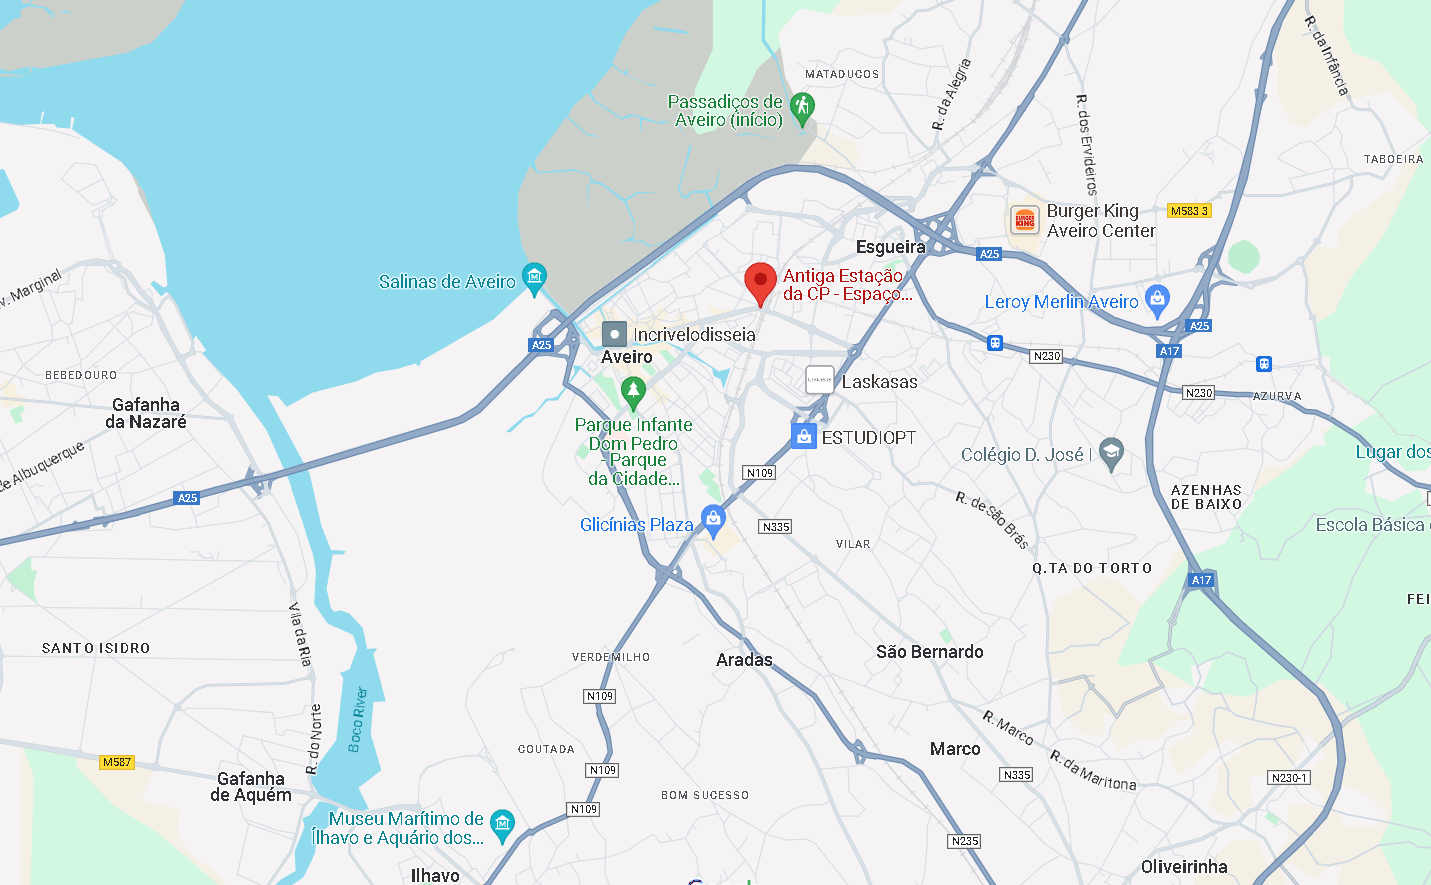 MATADUÇOS
Passadiços de
Aveiro (início)
R. da Alegria
R. dos Ervideiros
R. da Infância
TABOEIRA
M583 3
Burger King
Aveiro Center
BURGER
KING
Esgueira
A25
Salinas de Aveiro
Antiga Estação
da CP - Espaço...
Leroy Merlin Aveiro
A25
A17
v. Marginal
Incrivelodisseia
Aveiro
A25
N230
N230
AZURVA
BEBEDOURO
Gafanha
da Nazaré
LASKASAS
Laskasas
Parque Infante
Dom Pedro
- Parque
da Cidade...
ESTUDIOPT
Colégio D. José I
Lugar dos
e Albuquerque
A25
N109
R. de São Brás
AZENHAS
DE BAIXO
Glicínias Plaza
N335
Escola Básica
VILAR
Q.TA DO TORTO
A17
FEI
Vila da Ria
SANTO ISIDRO
VERDEMILHO
Aradas
São Bernardo
N109
Boco River
R. do Norte
R. Marco
COUTADA
Marco
R. da Maritona
M587
N109
N335
N230-1
Gafanha
de Aquém
BOM SUCESSO
N109
Museu Marítimo de
Ílhavo e Aquário dos...
N235
Oliveirinha
Ílhavo